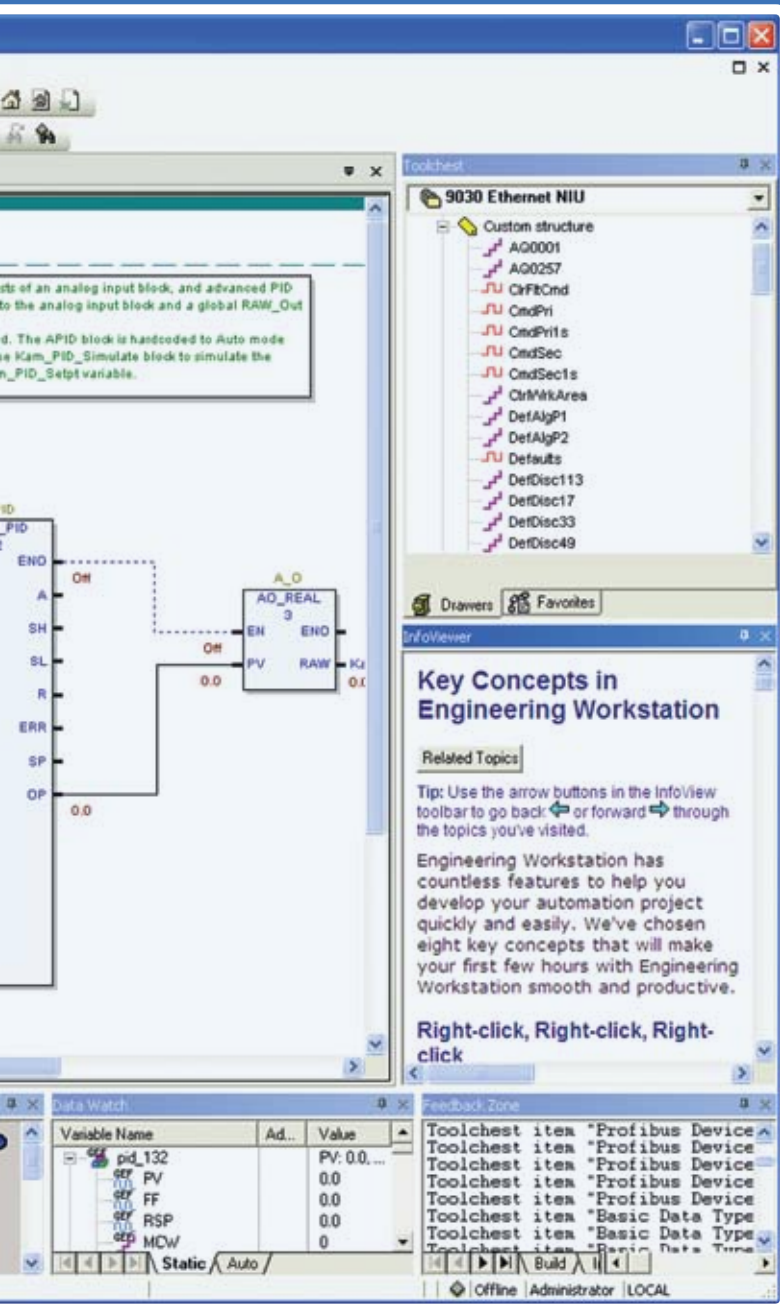 Toolchest
9030 Ethernet NIU
Custom structure
AQ0001
AQ0257
ClrFltCmd
CmdPri
CmdPri1s
CmdSec
CmdSec1s
CtrlWrkArea
DefAlgP1
DefAlgP2
Defaults
DefDisc113
DefDisc17
DefDisc33
DefDisc49
Drawers Favorites
sts of an analog input block, and advanced PID
to the analog input block and a global RAW_Out
d. The APID block is hardcoded to Auto mode
e Kam_PID_Simulate block to simulate the
n_PID_Setpt variable.
ID
_PID
ENO
Off
A
SH
SL
R
ERR
SP
OP
0.0
A_O
AO_REAL
3
EN ENO
Off
PV RAW
0.0
InfoViewer
Key Concepts in
Engineering Workstation
Related Topics
Tip: Use the arrow buttons in the InfoView
toolbar to go back or forward through
the topics you've visited.
Engineering Workstation has
countless features to help you
develop your automation project
quickly and easily. We've chosen
eight key concepts that will make
your first few hours with Engineering
Workstation smooth and productive.
Right-click, Right-click, Right-
click
Data Watch
Variable Name Ad... Value
pid_132 PV: 0.0, ...
PV 0.0
FF 0.0
RSP 0.0
MCW 0
Static Auto
Feedback Zone
Toolchest item "Profibus Device
Toolchest item "Profibus Device
Toolchest item "Profibus Device
Toolchest item "Profibus Device
Toolchest item "Profibus Device
Toolchest item "Basic Data Type
Toolchest item "Basic Data Type
Toolchest item "Basic Data Type
Build
Offline Administrator LOCAL